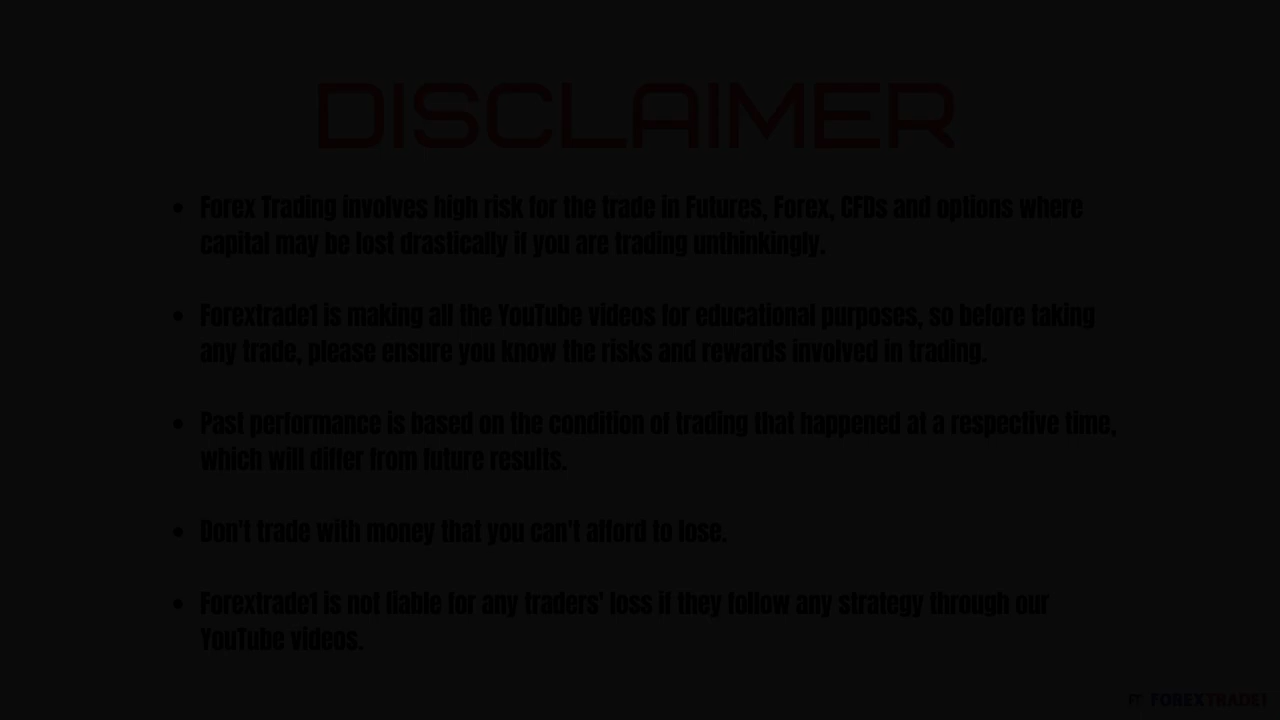 DISCLAIMER
• Forex Trading involves high risk for the trade in Futures, Forex, CFDs and options where
capital may be lost drastically if you are trading unthinkingly.
• Forextrade1 is making all the YouTube videos for educational purposes, so before taking
any trade, please ensure you know the risks and rewards involved in trading.
• Past performance is based on the condition of trading that happened at a respective time,
which will differ from future results.
• Don't trade with money that you can't afford to lose.
• Forextrade1 is not liable for any traders' loss if they follow any strategy through our
YouTube videos.
FT FOREXTRADE1